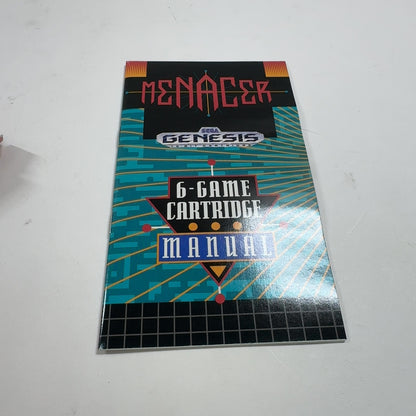 MENACER
SEGA
GENESIS
6-GAME
CARTRIDGE
MANUAL